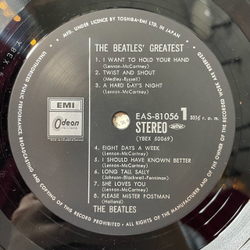 MFD. UNDER LICENCE BY TOSHIBA-EMI LTD. IN JAPAN
THE BEATLES' GREATEST
1. I WANT TO HOLD YOUR HAND
(Lennon-McCartney)
2. TWIST AND SHOUT
(Medley-Russell)
3. A HARD DAY'S NIGHT
(Lennon-McCartney)
EMI
Odeon
EAS-81056 1 33⅓ r.p.m.
STEREO
(YBEX 50069)
4. EIGHT DAYS A WEEK
(Lennon-McCartney)
5. I SHOULD HAVE KNOWN BETTER
(Lennon-McCartney)
6. LONG TALL SALLY
(Johnson-Blackwell-Penniman)
7. SHE LOVES YOU
(Lennon-McCartney)
8. PLEASE MISTER POSTMAN
(Holland)
THE BEATLES
ALL RIGHTS OF THE MANUFACTURER AND OF THE OWNER OF THE RECORDED WORK RESERVED
UNAUTHORIZED PUBLIC PERFORMANCE, BROADCASTING AND COPYING OF THIS RECORD PROHIBITED